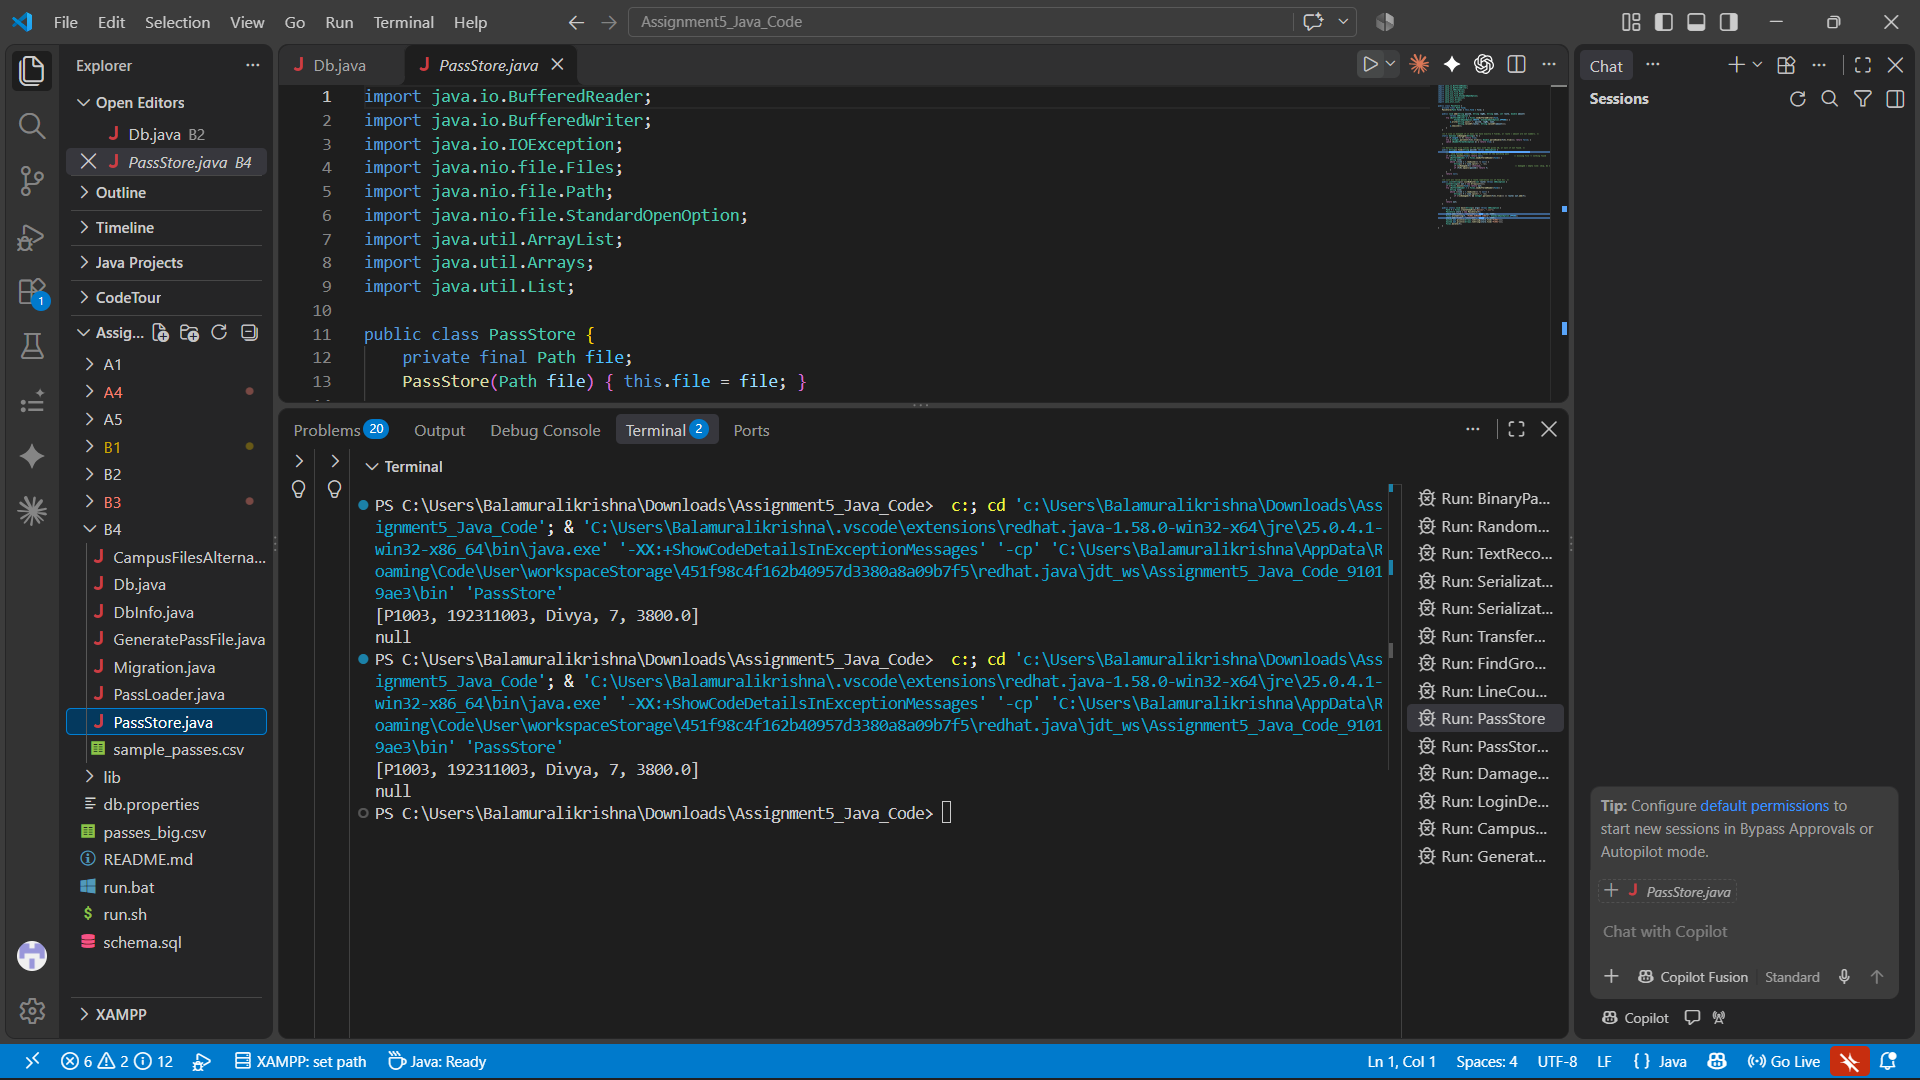 File Edit Selection View Go Run Terminal Help
Assignment5_Java_Code
Explorer
Open Editors
Db.java B2
PassStore.java B4
Outline
Timeline
Java Projects
CodeTour
Assig...
A1
A4
A5
B1
B2
B3
B4
CampusFilesAlterna...
Db.java
DbInfo.java
GeneratePassFile.java
Migration.java
PassLoader.java
PassStore.java
sample_passes.csv
lib
db.properties
passes_big.csv
README.md
run.bat
run.sh
schema.sql
XAMPP
1
Db.java
PassStore.java
1 import java.io.BufferedReader;
2 import java.io.BufferedWriter;
3 import java.io.IOException;
4 import java.nio.file.Files;
5 import java.nio.file.Path;
6 import java.nio.file.StandardOpenOption;
7 import java.util.ArrayList;
8 import java.util.Arrays;
9 import java.util.List;
10
11 public class PassStore {
12 private final Path file;
13 PassStore(Path file) { this.file = file; }
Problems 20 Output Debug Console Terminal 2 Ports
Terminal
PS C:\Users\Balamuralikrishna\Downloads\Assignment5_Java_Code> c:; cd 'c:\Users\Balamuralikrishna\Downloads\Ass
ignment5_Java_Code'; & 'C:\Users\Balamuralikrishna\.vscode\extensions\redhat.java-1.58.0-win32-x64\jre\25.0.4.1-
win32-x86_64\bin\java.exe' '-XX:+ShowCodeDetailsInExceptionMessages' '-cp' 'C:\Users\Balamuralikrishna\AppData\R
oaming\Code\User\workspaceStorage\451f98c4f162b40957d3380a8a09b7f5\redhat.java\jdt_ws\Assignment5_Java_Code_9101
9ae3\bin' 'PassStore'
[P1003, 192311003, Divya, 7, 3800.0]
null
PS C:\Users\Balamuralikrishna\Downloads\Assignment5_Java_Code> c:; cd 'c:\Users\Balamuralikrishna\Downloads\Ass
ignment5_Java_Code'; & 'C:\Users\Balamuralikrishna\.vscode\extensions\redhat.java-1.58.0-win32-x64\jre\25.0.4.1-
win32-x86_64\bin\java.exe' '-XX:+ShowCodeDetailsInExceptionMessages' '-cp' 'C:\Users\Balamuralikrishna\AppData\R
oaming\Code\User\workspaceStorage\451f98c4f162b40957d3380a8a09b7f5\redhat.java\jdt_ws\Assignment5_Java_Code_9101
9ae3\bin' 'PassStore'
[P1003, 192311003, Divya, 7, 3800.0]
null
PS C:\Users\Balamuralikrishna\Downloads\Assignment5_Java_Code>
Run: BinaryPa...
Run: Random...
Run: TextReco...
Run: Serializat...
Run: Serializat...
Run: Transfer...
Run: FindGro...
Run: LineCou...
Run: PassStore
Run: PassStor...
Run: Damage...
Run: LoginDe...
Run: Campus...
Run: Generat...
Chat
Sessions
Tip: Configure default permissions to
start new sessions in Bypass Approvals or
Autopilot mode.
PassStore.java
Chat with Copilot
Copilot Fusion Standard
Copilot
6 2 12 XAMPP: set path Java: Ready
Ln 1, Col 1 Spaces: 4 UTF-8 LF { } Java Go Live